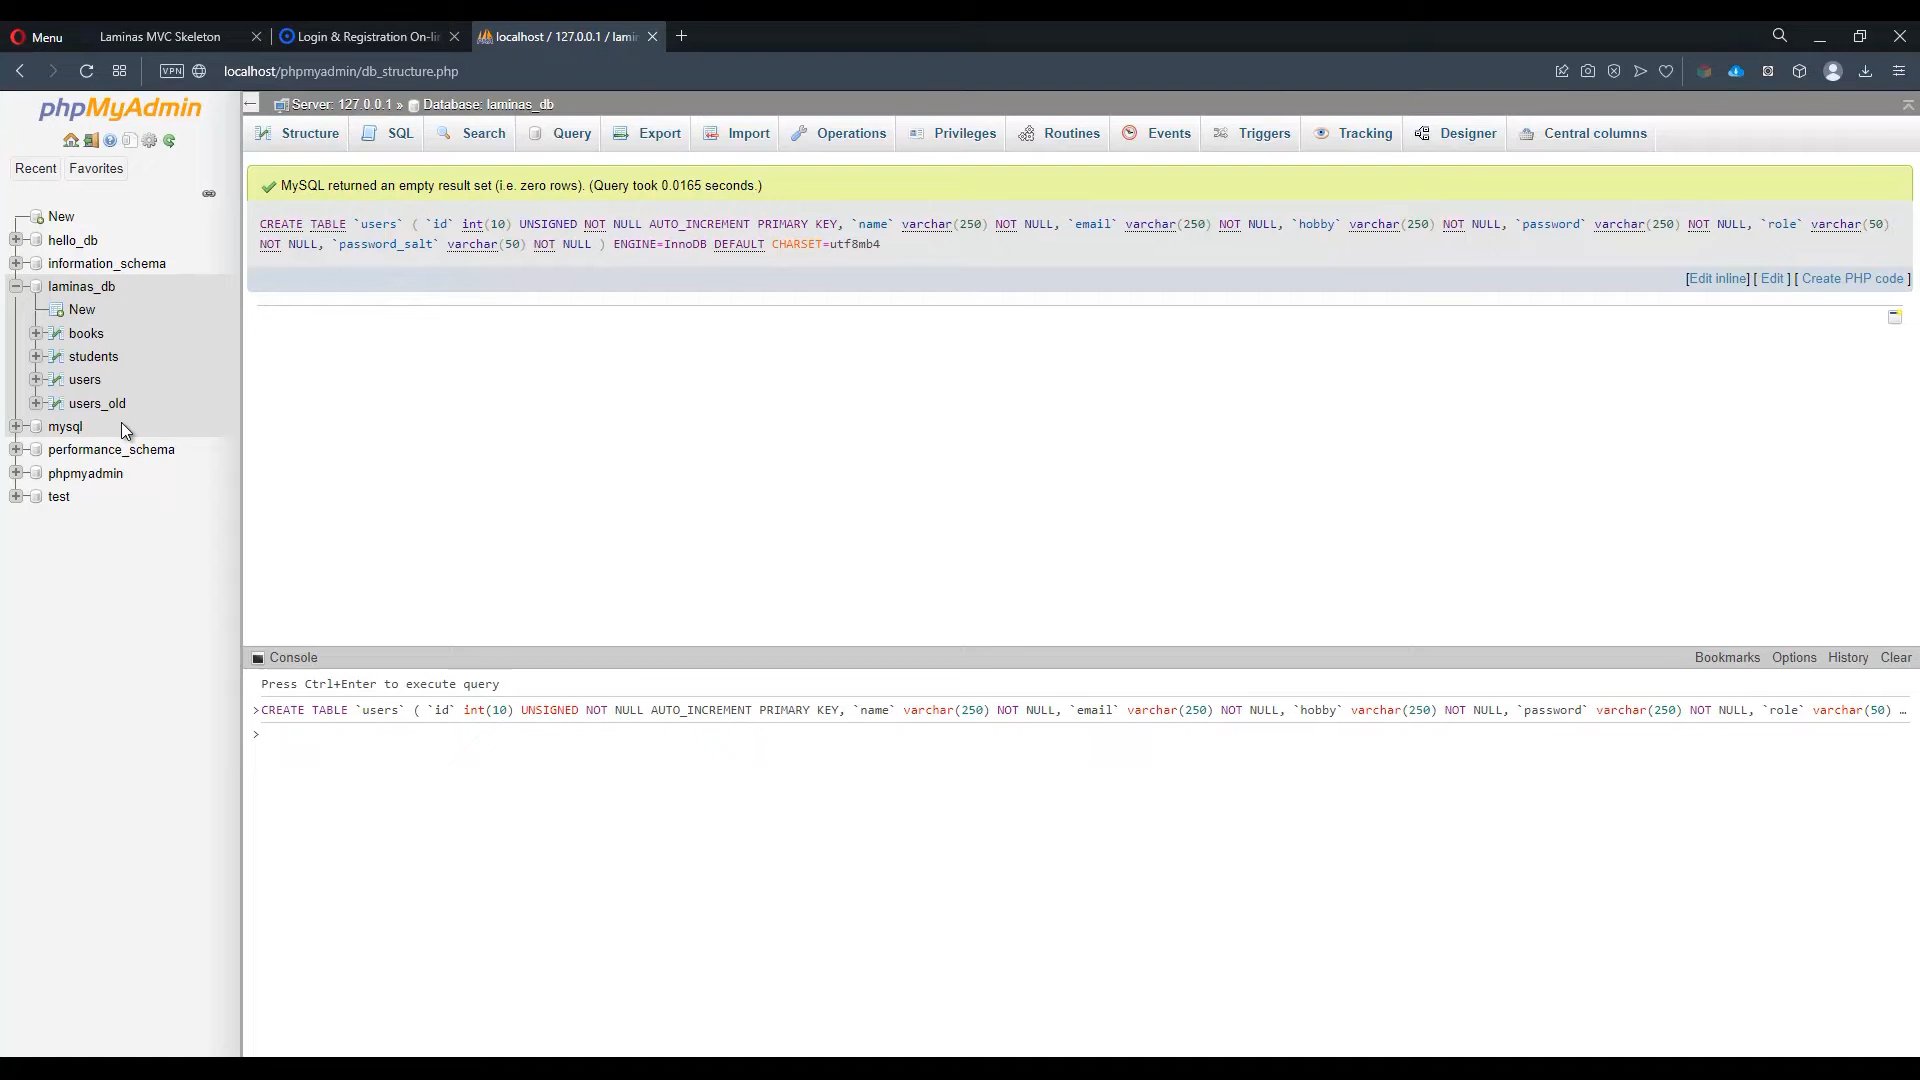 Menu
Laminas MVC Skeleton
Login & Registration On-li
localhost / 127.0.0.1 / lami
VPN
localhost/phpmyadmin/db_structure.php
phpMyAdmin
Recent
Favorites
New
hello_db
information_schema
laminas_db
New
books
students
users
users_old
mysql
performance_schema
phpmyadmin
test
Server: 127.0.0.1 » Database: laminas_db
Structure
SQL
Search
Query
Export
Import
Operations
Privileges
Routines
Events
Triggers
Tracking
Designer
Central columns
MySQL returned an empty result set (i.e. zero rows). (Query took 0.0165 seconds.)
CREATE TABLE `users` ( `id` int(10) UNSIGNED NOT NULL AUTO_INCREMENT PRIMARY KEY, `name` varchar(250) NOT NULL, `email` varchar(250) NOT NULL, `hobby` varchar(250) NOT NULL, `password` varchar(250) NOT NULL, `role` varchar(50)
NOT NULL, `password_salt` varchar(50) NOT NULL ) ENGINE=InnoDB DEFAULT CHARSET=utf8mb4
[Edit inline] [ Edit ] [ Create PHP code ]
Console
Bookmarks
Options
History
Clear
Press Ctrl+Enter to execute query
>CREATE TABLE `users` ( `id` int(10) UNSIGNED NOT NULL AUTO_INCREMENT PRIMARY KEY, `name` varchar(250) NOT NULL, `email` varchar(250) NOT NULL, `hobby` varchar(250) NOT NULL, `password` varchar(250) NOT NULL, `role` varchar(50) …
>